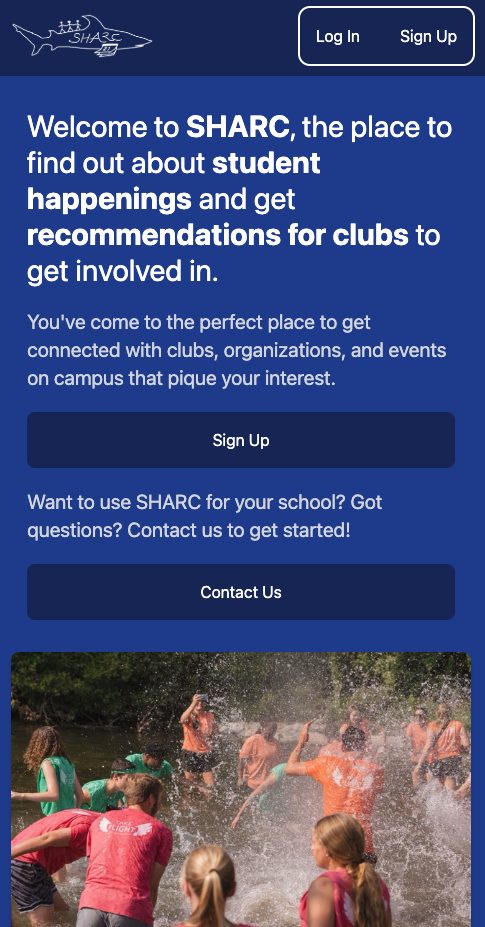 SHARC
Log In
Sign Up
Welcome to SHARC, the place to
find out about student
happenings and get
recommendations for clubs to
get involved in.
You've come to the perfect place to get
connected with clubs, organizations, and events
on campus that pique your interest.
Sign Up
Want to use SHARC for your school? Got
questions? Contact us to get started!
Contact Us
TAKE
FLIGHT